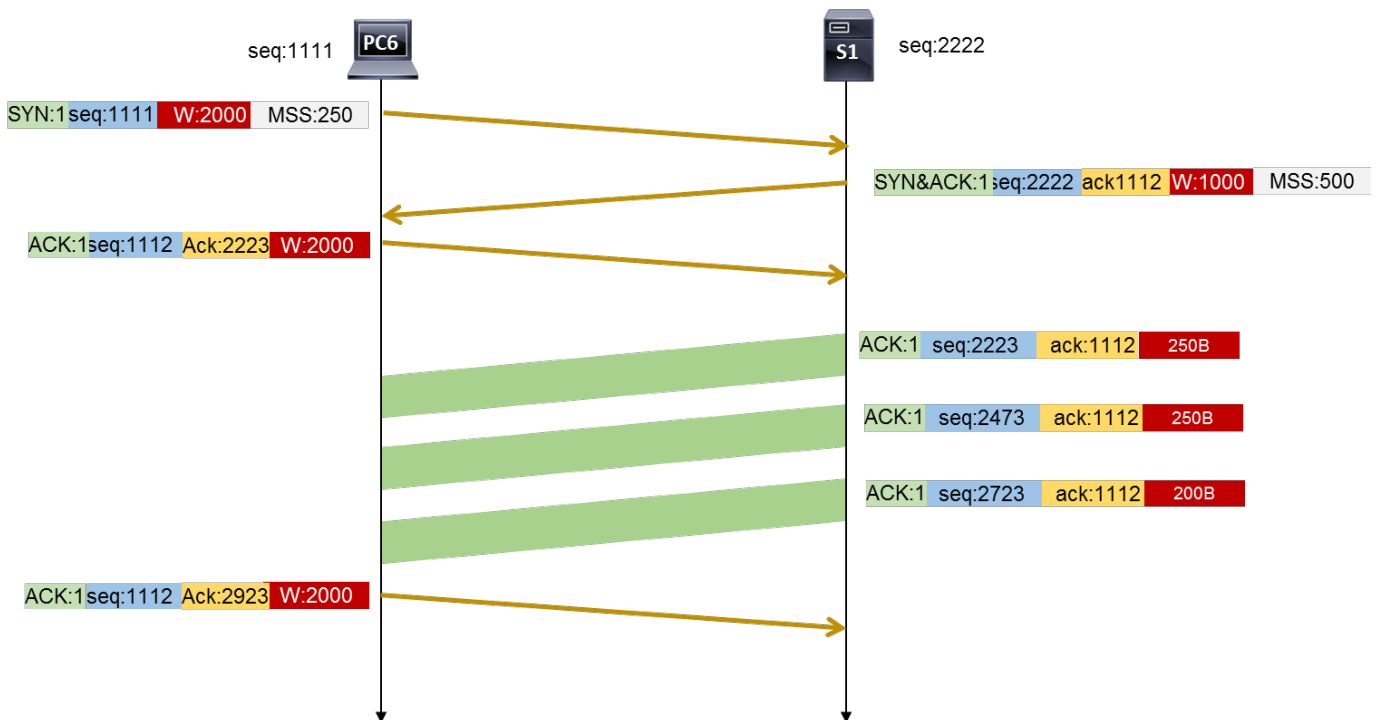 seq:1111
PC6
S1
seq:2222
SYN:1 seq:1111 W:2000 MSS:250
SYN&ACK:1 seq:2222 ack1112 W:1000 MSS:500
ACK:1 seq:1112 Ack:2223 W:2000
ACK:1 seq:2223 ack:1112 250B
ACK:1 seq:2473 ack:1112 250B
ACK:1 seq:2723 ack:1112 200B
ACK:1 seq:1112 Ack:2923 W:2000